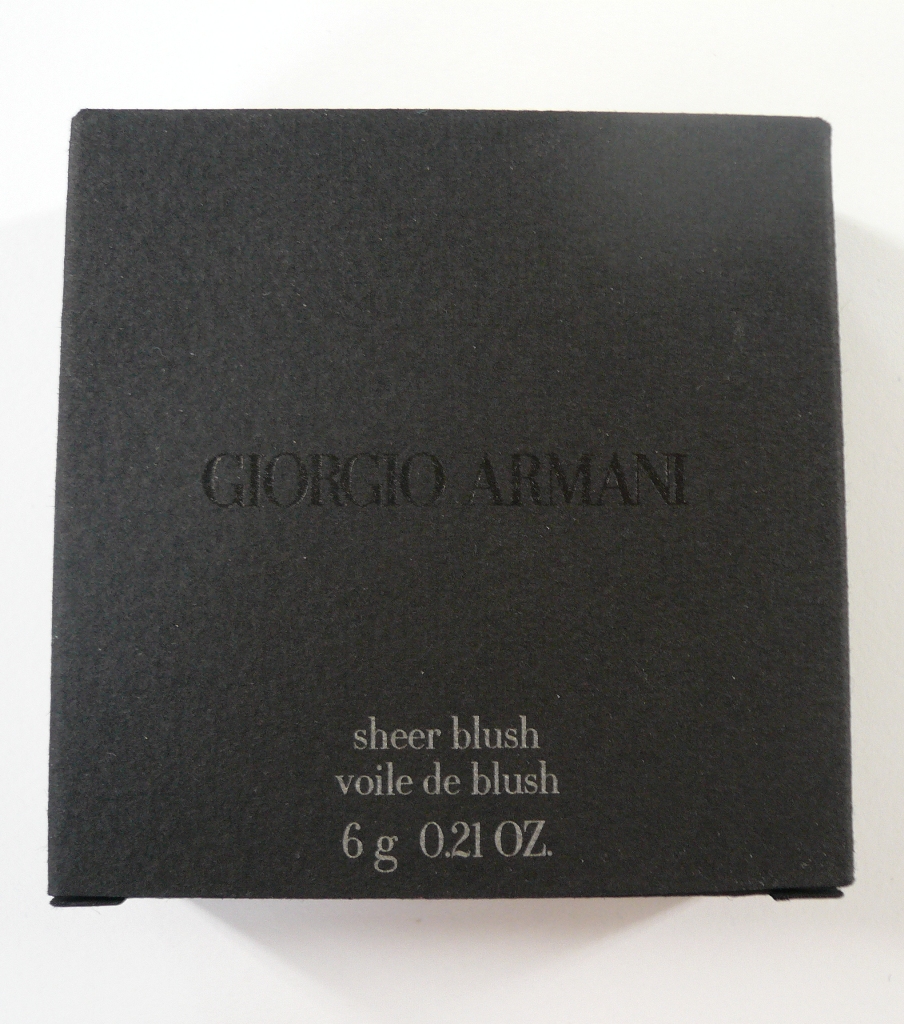 GIORGIO ARMANI
sheer blush
voile de blush
6 g 0.21 OZ.